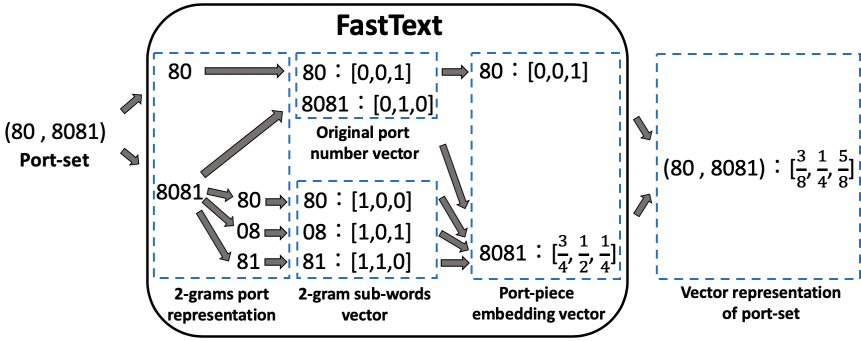 FastText
(80 , 8081)
Port-set
80
8081
80
08
81
2-grams port
representation
80 : [0,0,1]
8081 : [0,1,0]
Original port
number vector
80 : [1,0,0]
08 : [1,0,1]
81 : [1,1,0]
2-gram sub-words
vector
80 : [0,0,1]
8081 : [3/4, 1/2, 1/4]
Port-piece
embedding vector
(80 , 8081) : [3/8, 1/4, 5/8]
Vector representation
of port-set